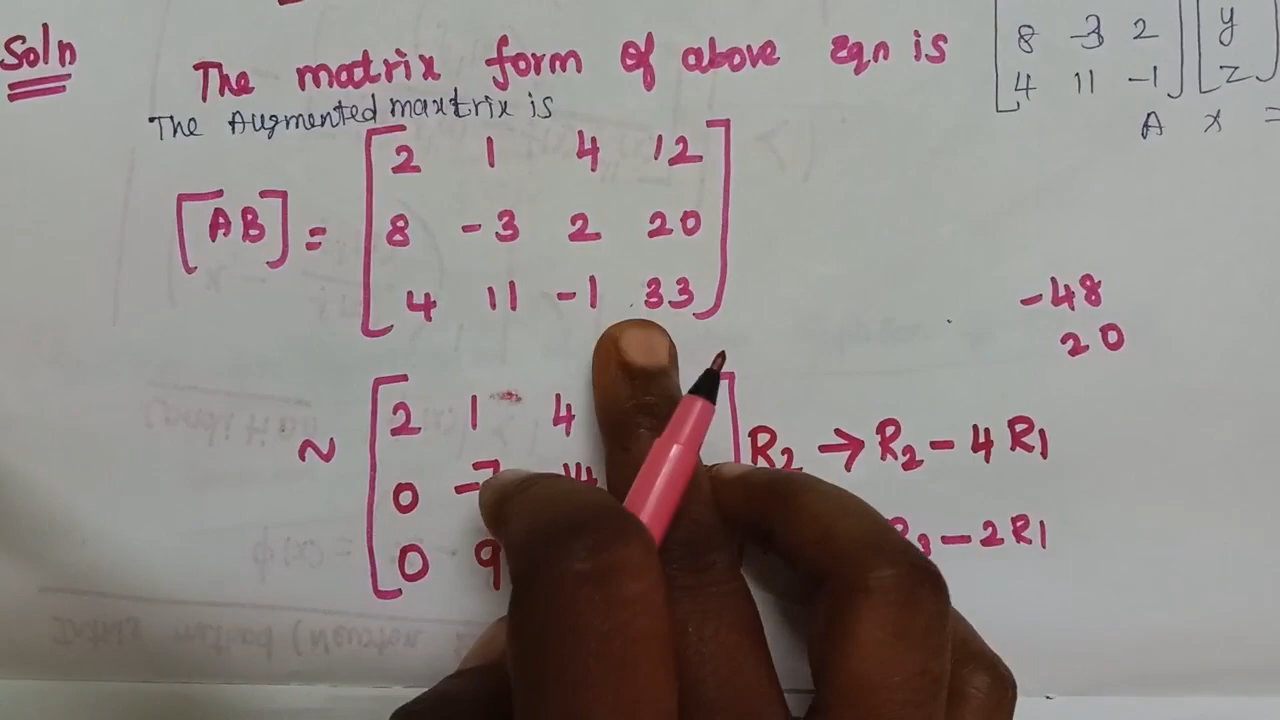 Soln The matrix form of above Eqn is
8 -3 2 y
4 11 -1 z
A x =
The Augmented maxtrix is
[AB] = 2 1 4 12
8 -3 2 20
4 11 -1 33
-48
20
~ 2 1 4
0 -7 R2 → R2 - 4R1
0 9 - 2R1